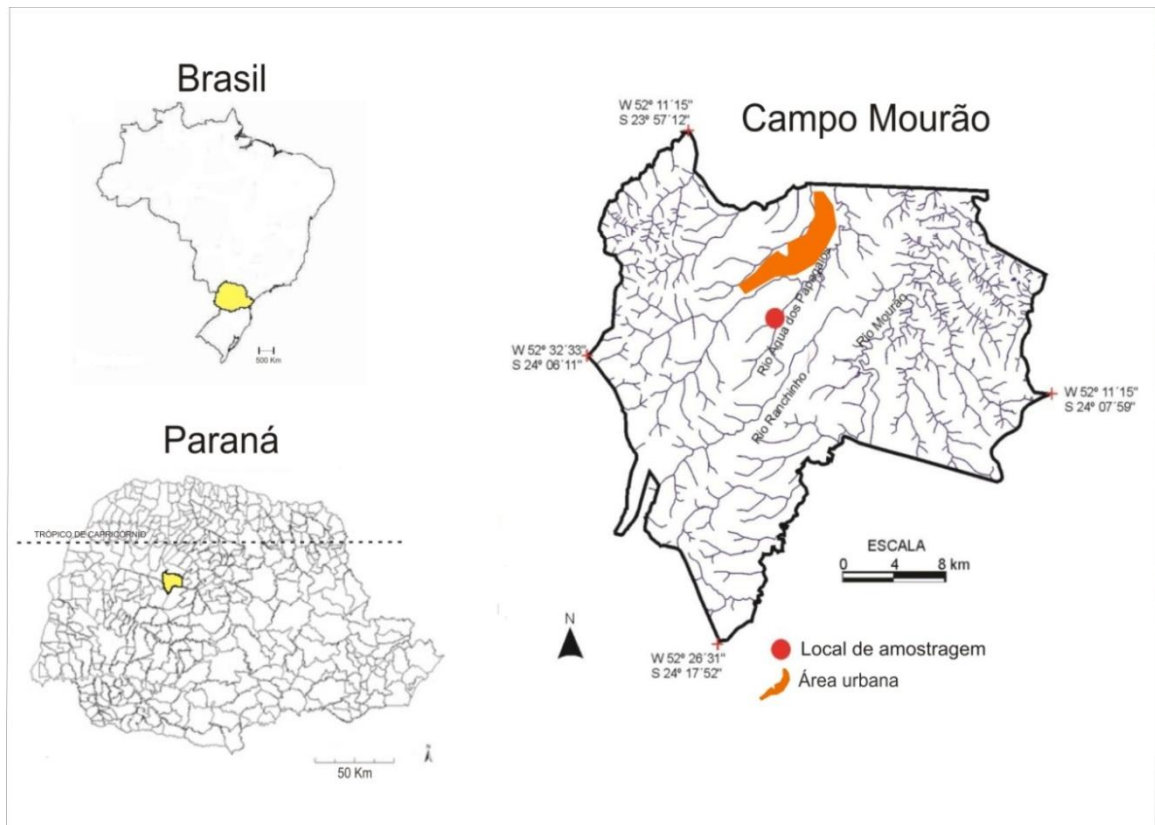 Brasil
500 Km
Paraná
TRÓPICO DE CAPRICÓRNIO
50 Km
N
Campo Mourão
W 52º 11´15"
S 23º 57´12"
W 52º 32´33"
S 24º 06´11"
W 52º 11´15"
S 24º 07´59"
W 52º 26´31"
S 24º 17´52"
Rio Água dos Papagaios
Rio Ranchinho
Rio Mourão
ESCALA
0 4 8 km
N
Local de amostragem
Área urbana